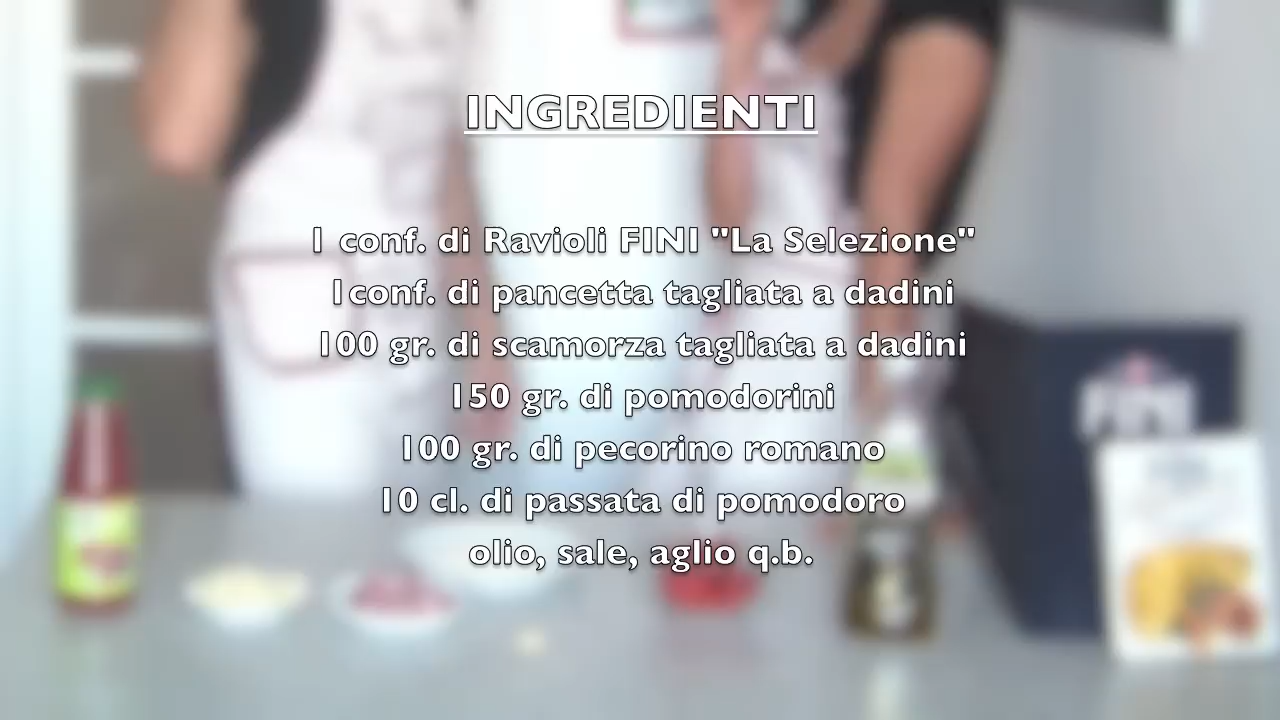 INGREDIENTI
1 conf. di Ravioli FINI "La Selezione"
1conf. di pancetta tagliata a dadini
100 gr. di scamorza tagliata a dadini
150 gr. di pomodorini
100 gr. di pecorino romano
10 cl. di passata di pomodoro
olio, sale, aglio q.b.
FINI